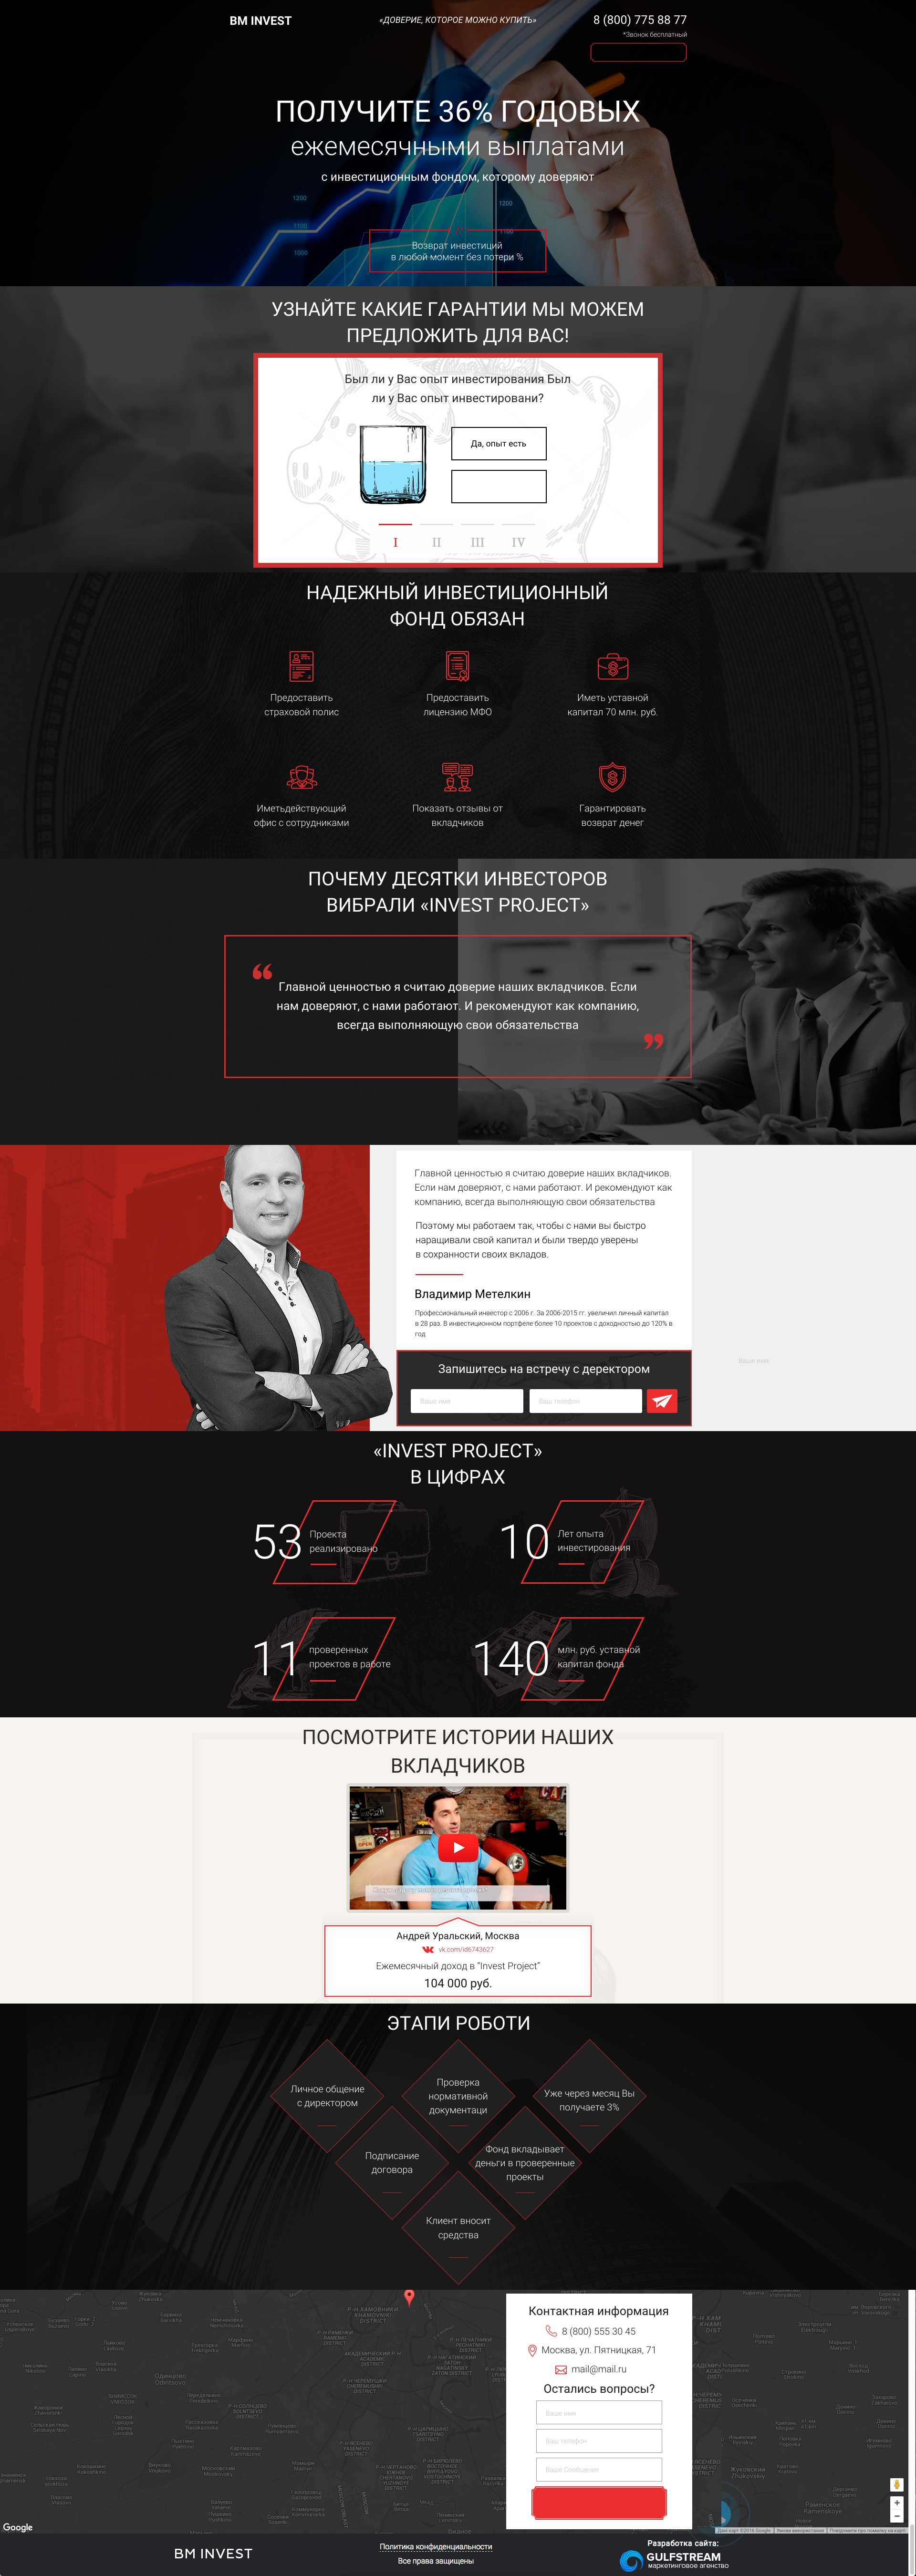 BM INVEST
«ДОВЕРИЕ, КОТОРОЕ МОЖНО КУПИТЬ»
8 (800) 775 88 77
*Звонок бесплатный
ПОЛУЧИТЕ 36% ГОДОВЫХ
ежемесячными выплатами
с инвестиционным фондом, которому доверяют
1200
1200
1100
1100
1000
Возврат инвестиций
в любой момент без потери %
УЗНАЙТЕ КАКИЕ ГАРАНТИИ МЫ МОЖЕМ
ПРЕДЛОЖИТЬ ДЛЯ ВАС!
Был ли у Вас опыт инвестирования Был
ли у Вас опыт инвестировани?
Да, опыт есть
I II III IV
НАДЕЖНЫЙ ИНВЕСТИЦИОННЫЙ
ФОНД ОБЯЗАН
Предоставить
страховой полис
Предоставить
лицензию МФО
Иметь уставной
капитал 70 млн. руб.
Иметьдействующий
офис с сотрудниками
Показать отзывы от
вкладчиков
Гарантировать
возврат денег
ПОЧЕМУ ДЕСЯТКИ ИНВЕСТОРОВ
ВИБРАЛИ «INVEST PROJECT»
“
Главной ценностью я считаю доверие наших вкладчиков. Если
нам доверяют, с нами работают. И рекомендуют как компанию,
всегда выполняющую свои обязательства
”
Главной ценностью я считаю доверие наших вкладчиков.
Если нам доверяют, с нами работают. И рекомендуют как
компанию, всегда выполняющую свои обязательства
Поэтому мы работаем так, чтобы с нами вы быстро
наращивали свой капитал и были твердо уверены
в сохранности своих вкладов.
Владимир Метелкин
Профессиональный инвестор с 2006 г. За 2006-2015 гг. увеличил личный капитал
в 28 раз. В инвестиционном портфеле более 10 проектов с доходностью до 120% в
год
Ваше имя
Запишитесь на встречу с деректором
Ваше имя
Ваш телефон
«INVEST PROJECT»
В ЦИФРАХ
53
Проекта
реализировано
10
Лет опыта
инвестирования
11
проверенных
проектов в работе
140
млн. руб. уставной
капитал фонда
ПОСМОТРИТЕ ИСТОРИИ НАШИХ
ВКЛАДЧИКОВ
OPEN
Андрей Уральский, Москва
vk.com/id6743627
Ежемесячный доход в “Invest Project”
104 000 руб.
ЭТАПИ РОБОТИ
Личное общение
с директором
Проверка
нормативной
документаци
Уже через месяц Вы
получаете 3%
Подписание
договора
Фонд вкладывает
деньги в проверенные
проекты
Клиент вносит
средства
Контактная информация
8 (800) 555 30 45
Москва, ул. Пятницкая, 71
mail@mail.ru
Остались вопросы?
Ваше имя
Ваш телефон
Ваше Сообщение
Одинцово
Odintsovo
Жуковский
Zhukovskiy
Раменское
Ramenskoye
Google
BM INVEST
Политика конфиденциальности
Все права защищены
Разработка сайта:
GULFSTREAM
маркетинговое агенство